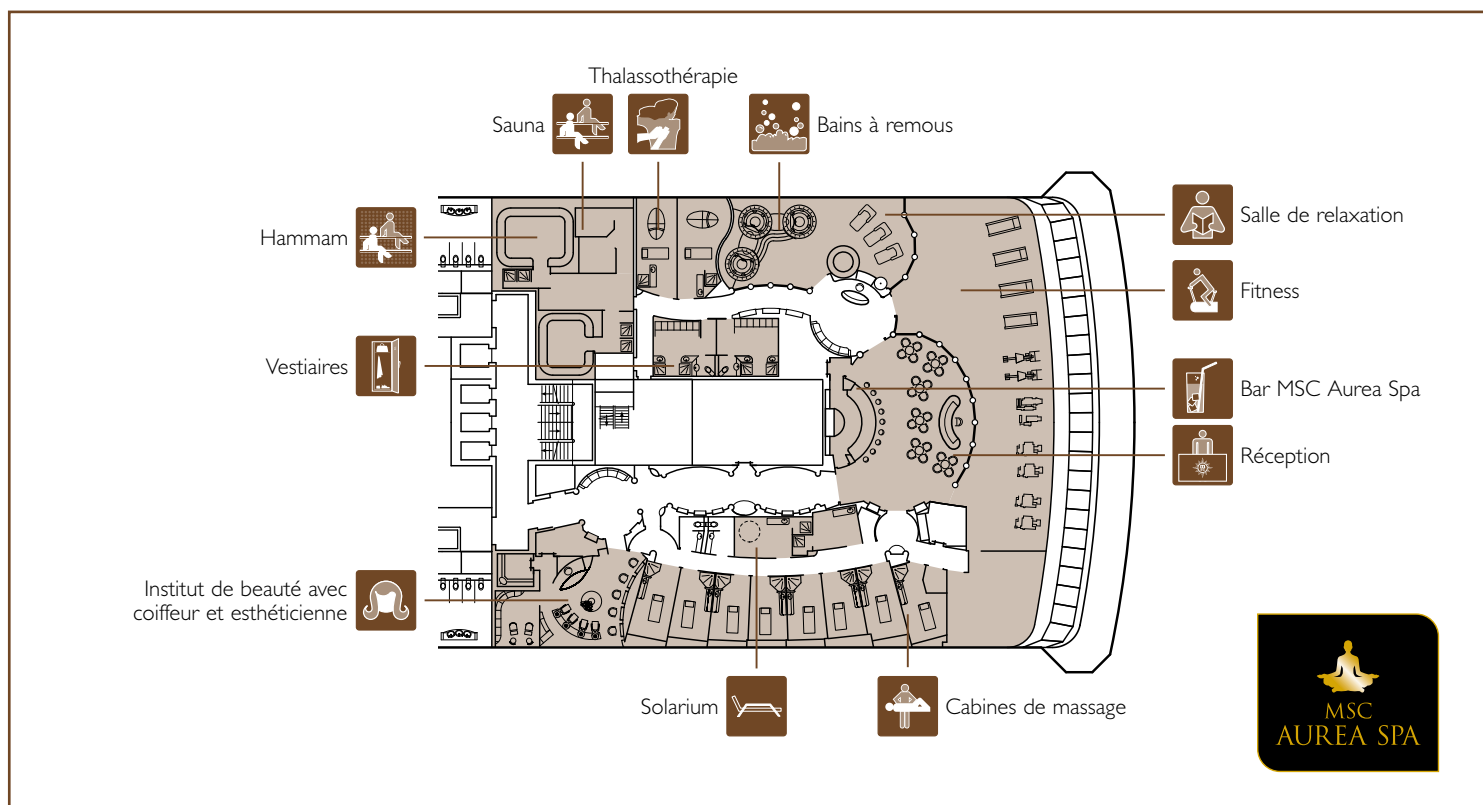 Thalassothérapie
Sauna
Bains à remous
Hammam
Salle de relaxation
Fitness
Vestiaires
Bar MSC Aurea Spa
Réception
Institut de beauté avec
coiffeur et esthéticienne
Solarium
Cabines de massage
MSC
AUREA SPA